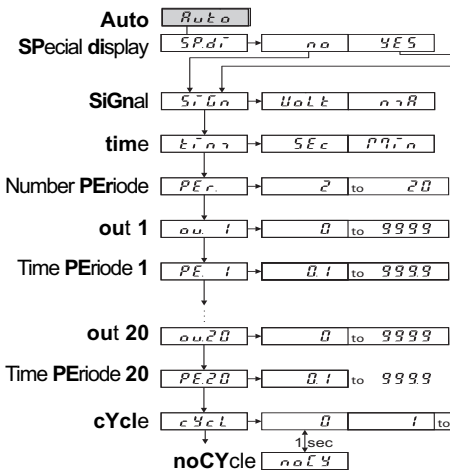 Auto Auto
SPecial display SP.di no YES
SiGnal SiGn VoLt mA
time tim SEc Min
Number PEriode PEr. 2 to 20
out 1 ou. 1 0 to 9999
Time PEriode 1 PE. 1 0.1 to 999.9
out 20 ou.20 0 to 9999
Time PEriode 20 PE.20 0.1 to 999.9
cYcle cYcL 0 1 to
1 sec
noCYcle noCY